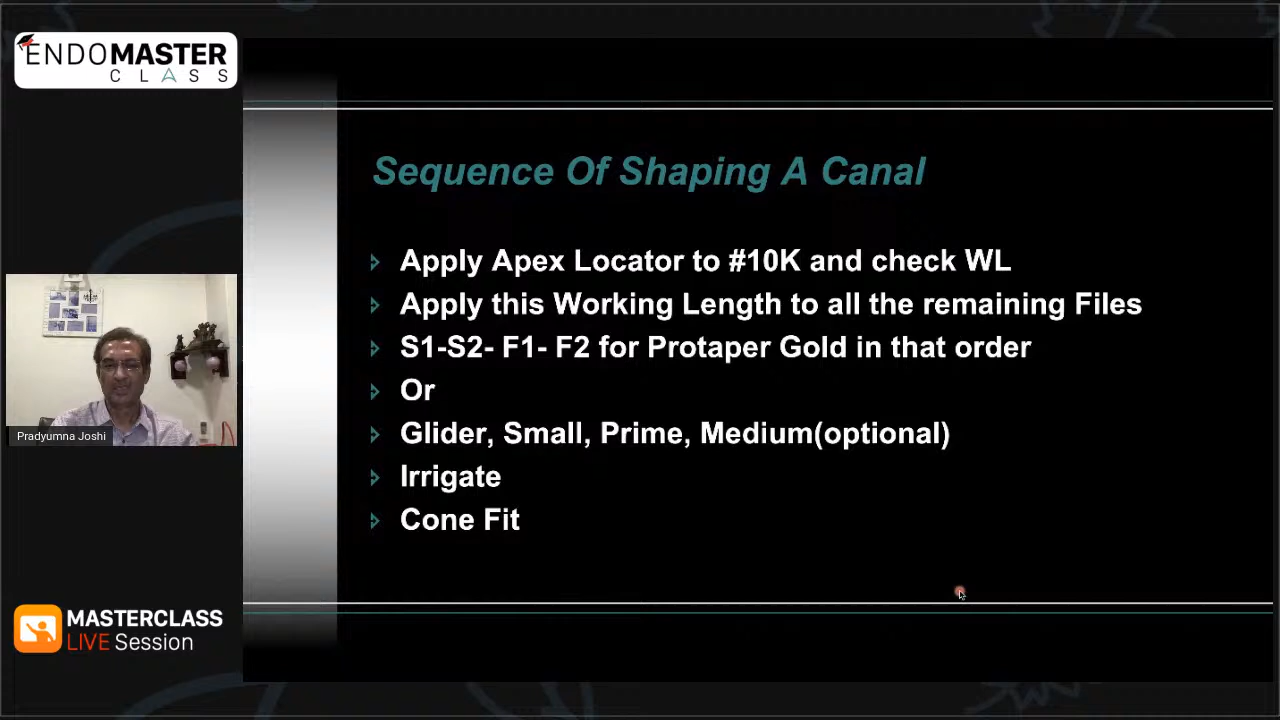 ENDOMASTER
CLASS
Sequence Of Shaping A Canal
Apply Apex Locator to #10K and check WL
Apply this Working Length to all the remaining Files
S1-S2- F1- F2 for Protaper Gold in that order
Or
Glider, Small, Prime, Medium(optional)
Irrigate
Cone Fit
Pradyumna Joshi
MASTERCLASS
LIVE Session